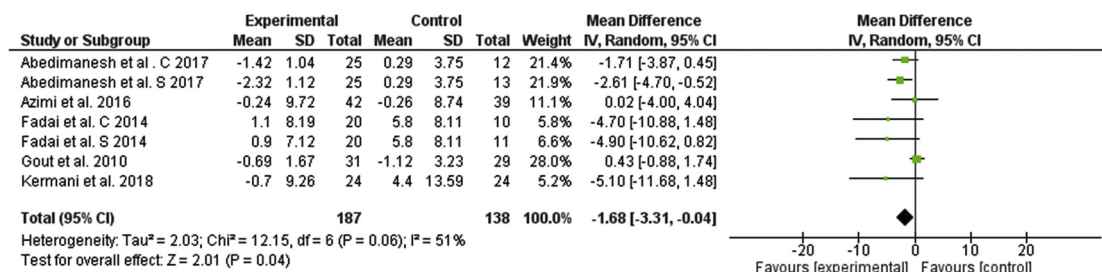 Experimental Control Mean Difference Mean Difference
Study or Subgroup Mean SD Total Mean SD Total Weight IV, Random, 95% CI IV, Random, 95% CI
Abedimanesh et al. C 2017 -1.42 1.04 25 0.29 3.75 12 21.4% -1.71 [-3.87, 0.45]
Abedimanesh et al. S 2017 -2.32 1.12 25 0.29 3.75 13 21.9% -2.61 [-4.70, -0.52]
Azimi et al. 2016 -0.24 9.72 42 -0.26 8.74 39 11.1% 0.02 [-4.00, 4.04]
Fadai et al. C 2014 1.1 8.19 20 5.8 8.11 10 5.8% -4.70 [-10.88, 1.48]
Fadai et al. S 2014 0.9 7.12 20 5.8 8.11 11 6.6% -4.90 [-10.62, 0.82]
Gout et al. 2010 -0.69 1.67 31 -1.12 3.23 29 28.0% 0.43 [-0.88, 1.74]
Kermani et al. 2018 -0.7 9.26 24 4.4 13.59 24 5.2% -5.10 [-11.68, 1.48]
Total (95% CI) 187 138 100.0% -1.68 [-3.31, -0.04]
Heterogeneity: Tau² = 2.03; Chi² = 12.15, df = 6 (P = 0.06); I² = 51%
Test for overall effect: Z = 2.01 (P = 0.04)
-20 -10 0 10 20
Favours [experimental] Favours [control]